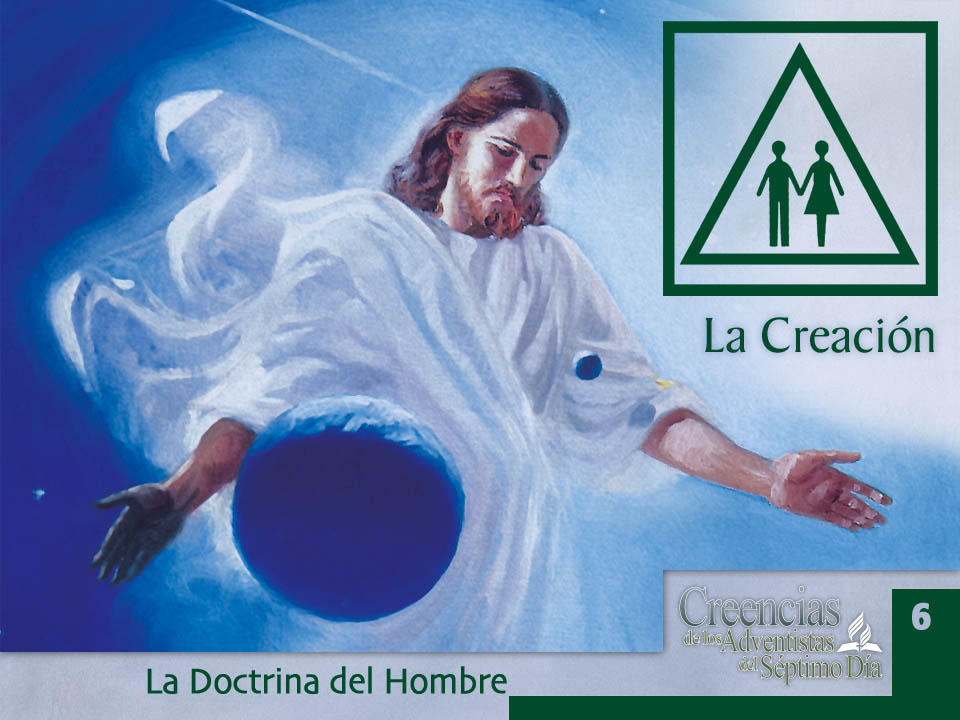 La Creación
Creencias
de los Adventistas
del Séptimo Día
6
La Doctrina del Hombre